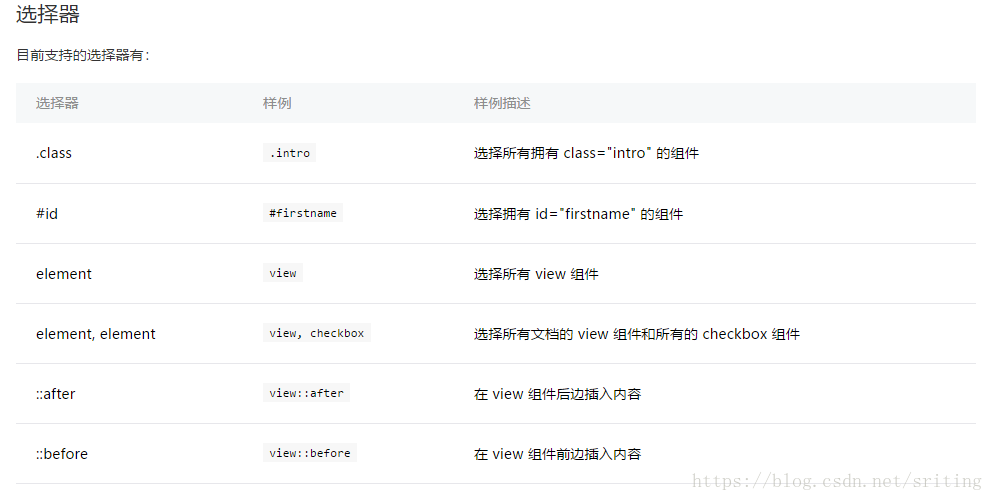 选择器
目前支持的选择器有：
选择器 样例 样例描述
.class .intro 选择所有拥有 class="intro" 的组件
#id #firstname 选择拥有 id="firstname" 的组件
element view 选择所有 view 组件
element, element view, checkbox 选择所有文档的 view 组件和所有的 checkbox 组件
::after view::after 在 view 组件后边插入内容
::before view::before 在 view 组件前边插入内容
https://blog.csdn.net/sriting